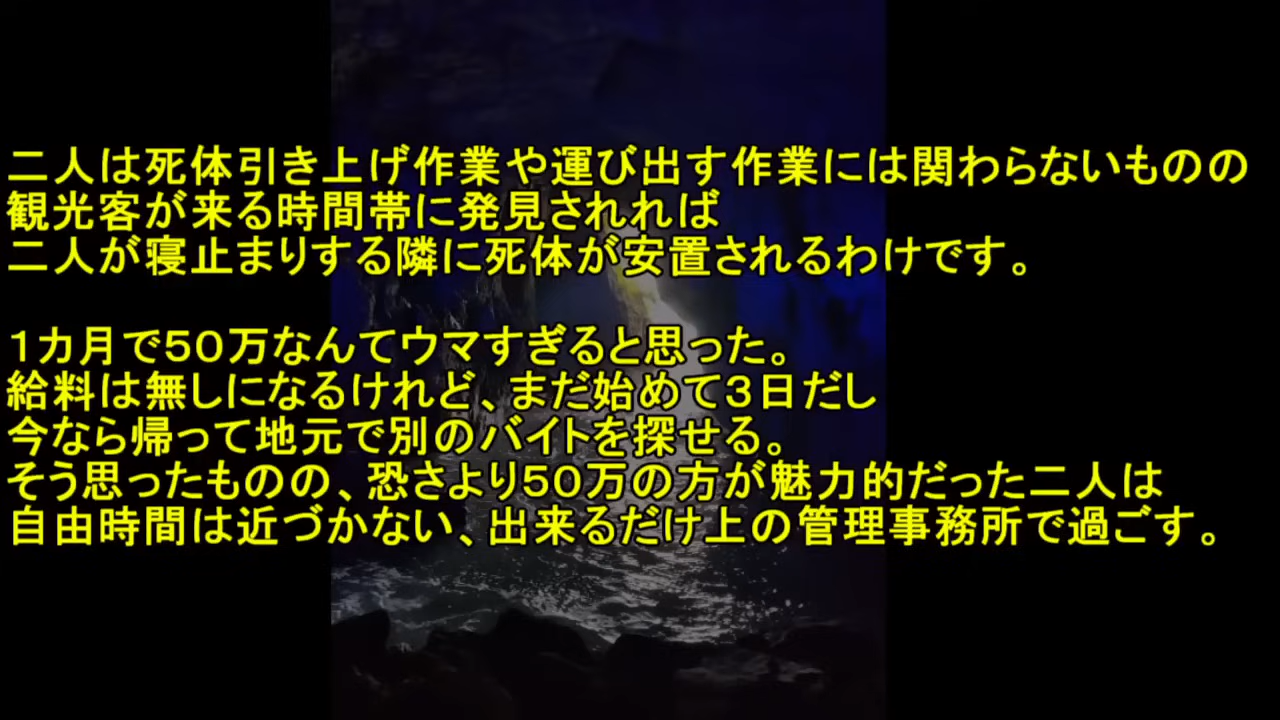 二人は死体引き上げ作業や運び出す作業には関わらないものの
観光客が来る時間帯に発見されれば
二人が寝止まりする隣に死体が安置されるわけです。
１カ月で５０万なんてウマすぎると思った。
給料は無しになるけれど、まだ始めて３日だし
今なら帰って地元で別のバイトを探せる。
そう思ったものの、恐さより５０万の方が魅力的だった二人は
自由時間は近づかない、出来るだけ上の管理事務所で過ごす。